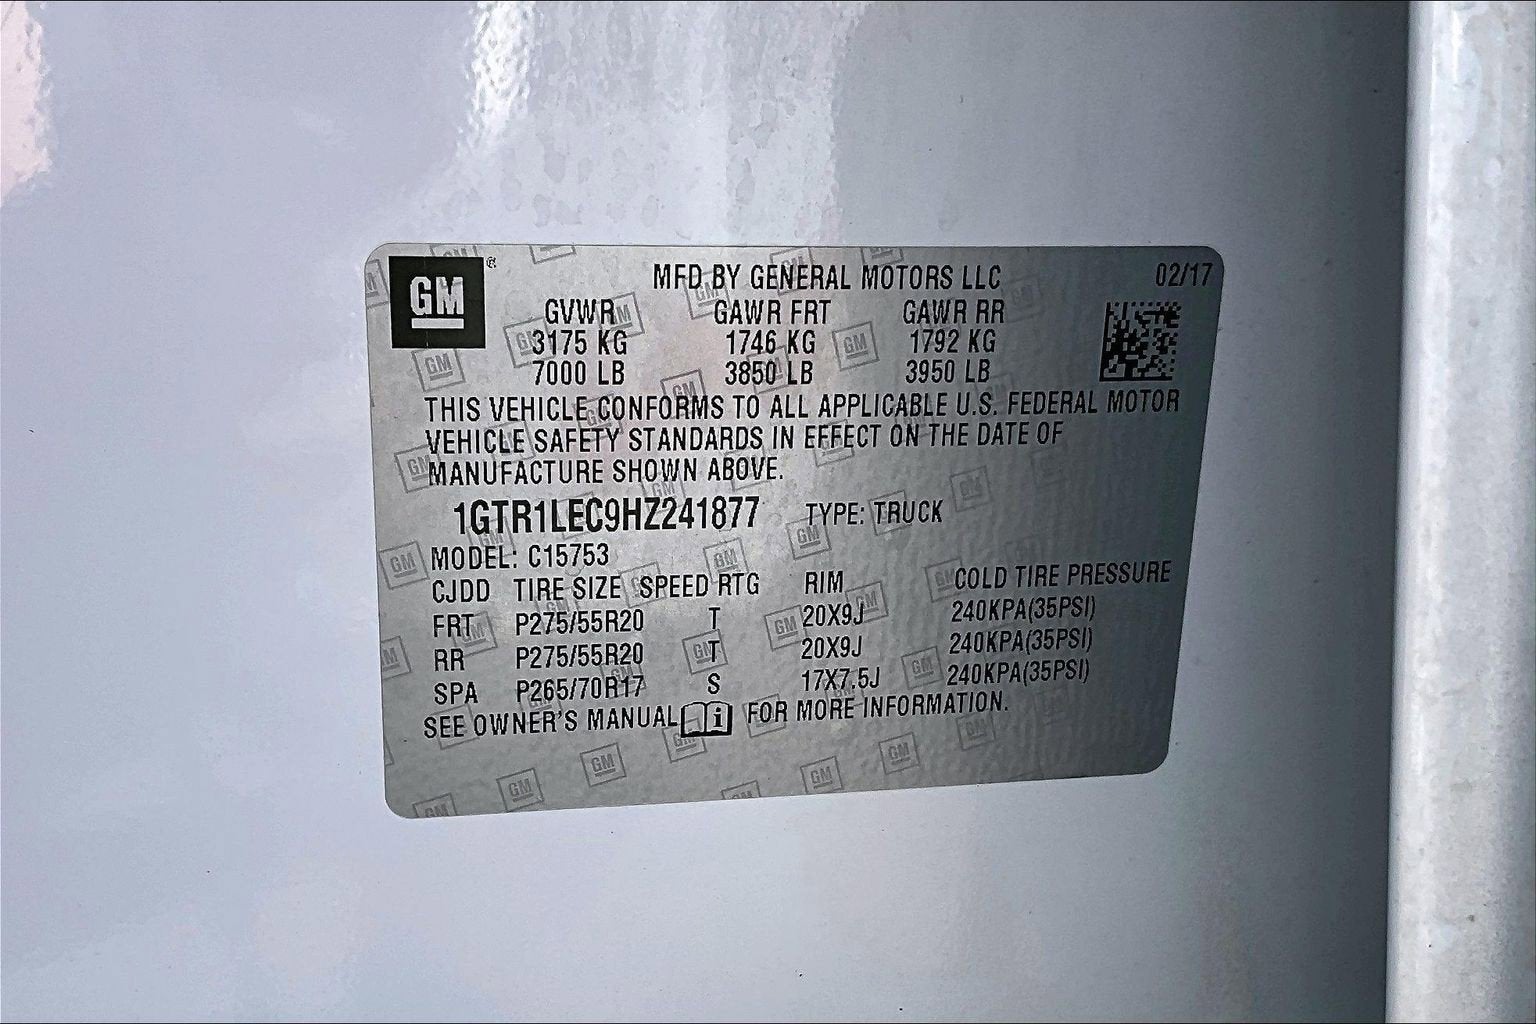 GM
MFD BY GENERAL MOTORS LLC 02/17
GVWR GAWR FRT GAWR RR
3175 KG 1746 KG 1792 KG
7000 LB 3850 LB 3950 LB
THIS VEHICLE CONFORMS TO ALL APPLICABLE U.S. FEDERAL MOTOR
VEHICLE SAFETY STANDARDS IN EFFECT ON THE DATE OF
MANUFACTURE SHOWN ABOVE.
1GTR1LEC9HZ241877 TYPE: TRUCK
MODEL: C15753
CJDD TIRE SIZE SPEED RTG RIM COLD TIRE PRESSURE
FRT P275/55R20 T 20X9J 240KPA(35PSI)
RR P275/55R20 T 20X9J 240KPA(35PSI)
SPA P265/70R17 S 17X7.5J 240KPA(35PSI)
SEE OWNER'S MANUAL i FOR MORE INFORMATION.